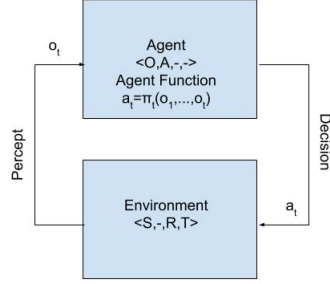 oₜ
Agent
<O,A,-,->
Agent Function
aₜ=πₜ(o₁,...,oₜ)
Percept
Decision
Environment
<S,-,R,T>
aₜ